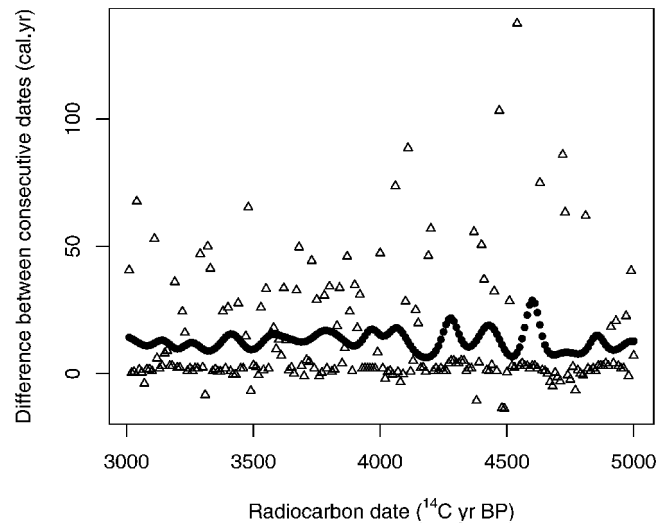 Difference between consecutive dates (cal.yr)
100
50
0
3000 3500 4000 4500 5000
Radiocarbon date (¹⁴C yr BP)